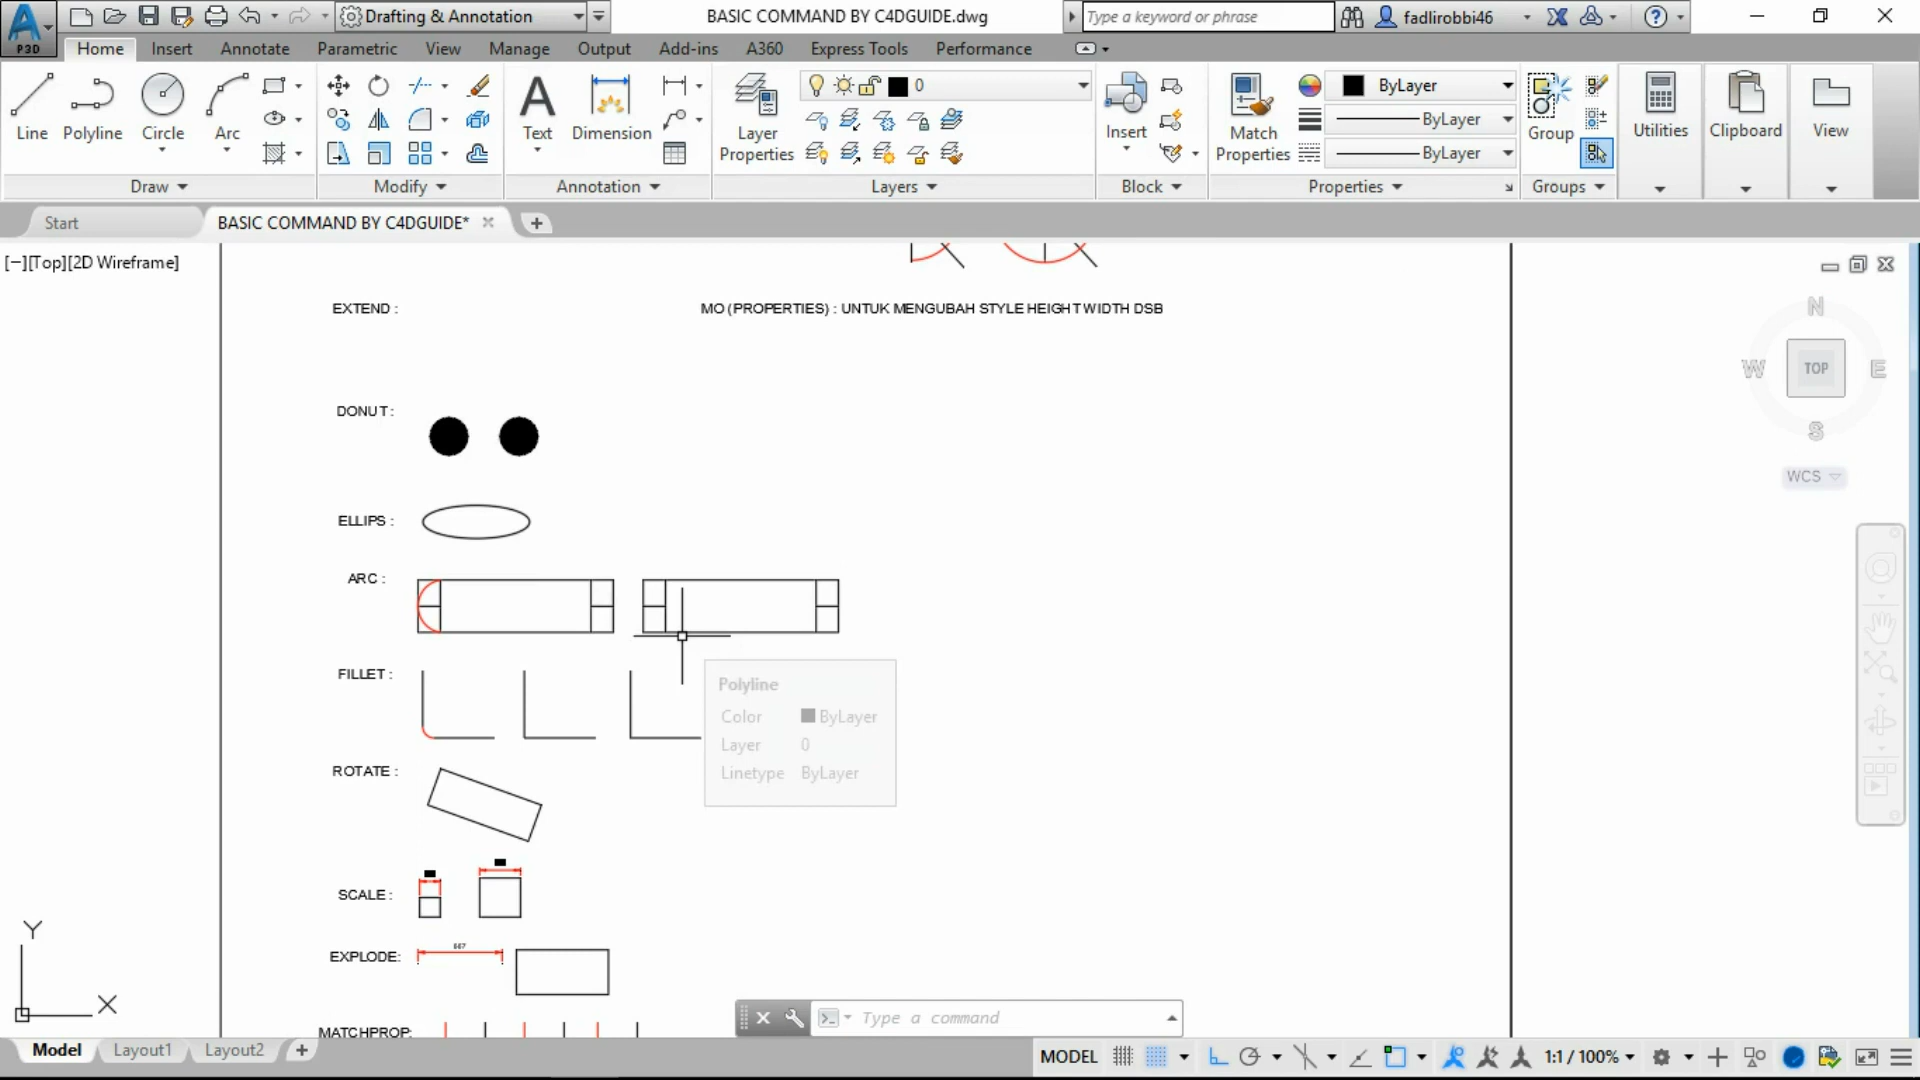 P3D
Drafting & Annotation
BASIC COMMAND BY C4DGUIDE.dwg
Type a keyword or phrase
fadlirobbi46
Home Insert Annotate Parametric View Manage Output Add-ins A360 Express Tools Performance
0
ByLayer
Line Polyline Circle Arc
Text Dimension
Layer Properties
Insert
Match Properties
ByLayer
ByLayer
Group
Utilities
Clipboard
View
Draw Modify Annotation Layers Block Properties Groups
Start
BASIC COMMAND BY C4DGUIDE*
[−][Top][2D Wireframe]
EXTEND :
MO (PROPERTIES) : UNTUK MENGUBAH STYLE HEIGHT WIDTH DSB
N
W TOP E
S
WCS
DONUT :
ELLIPS :
ARC :
FILLET :
Polyline
Color ByLayer
Layer 0
Linetype ByLayer
ROTATE :
SCALE :
EXPLODE:
567
MATCHPROP:
Y
X
Type a command
Model Layout1 Layout2
MODEL
1:1 / 100%